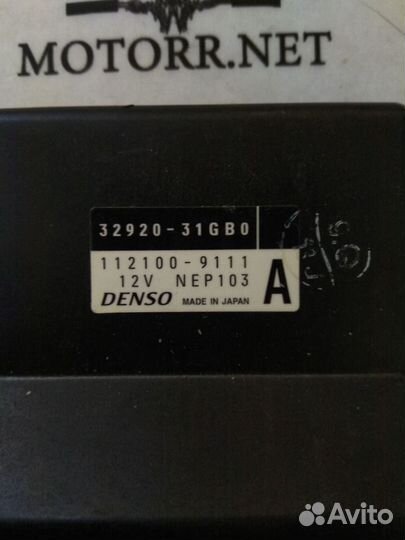 MOTORR.NET
32920-31GB0
112100-9111
12V NEP103
DENSO MADE IN JAPAN A
Avito